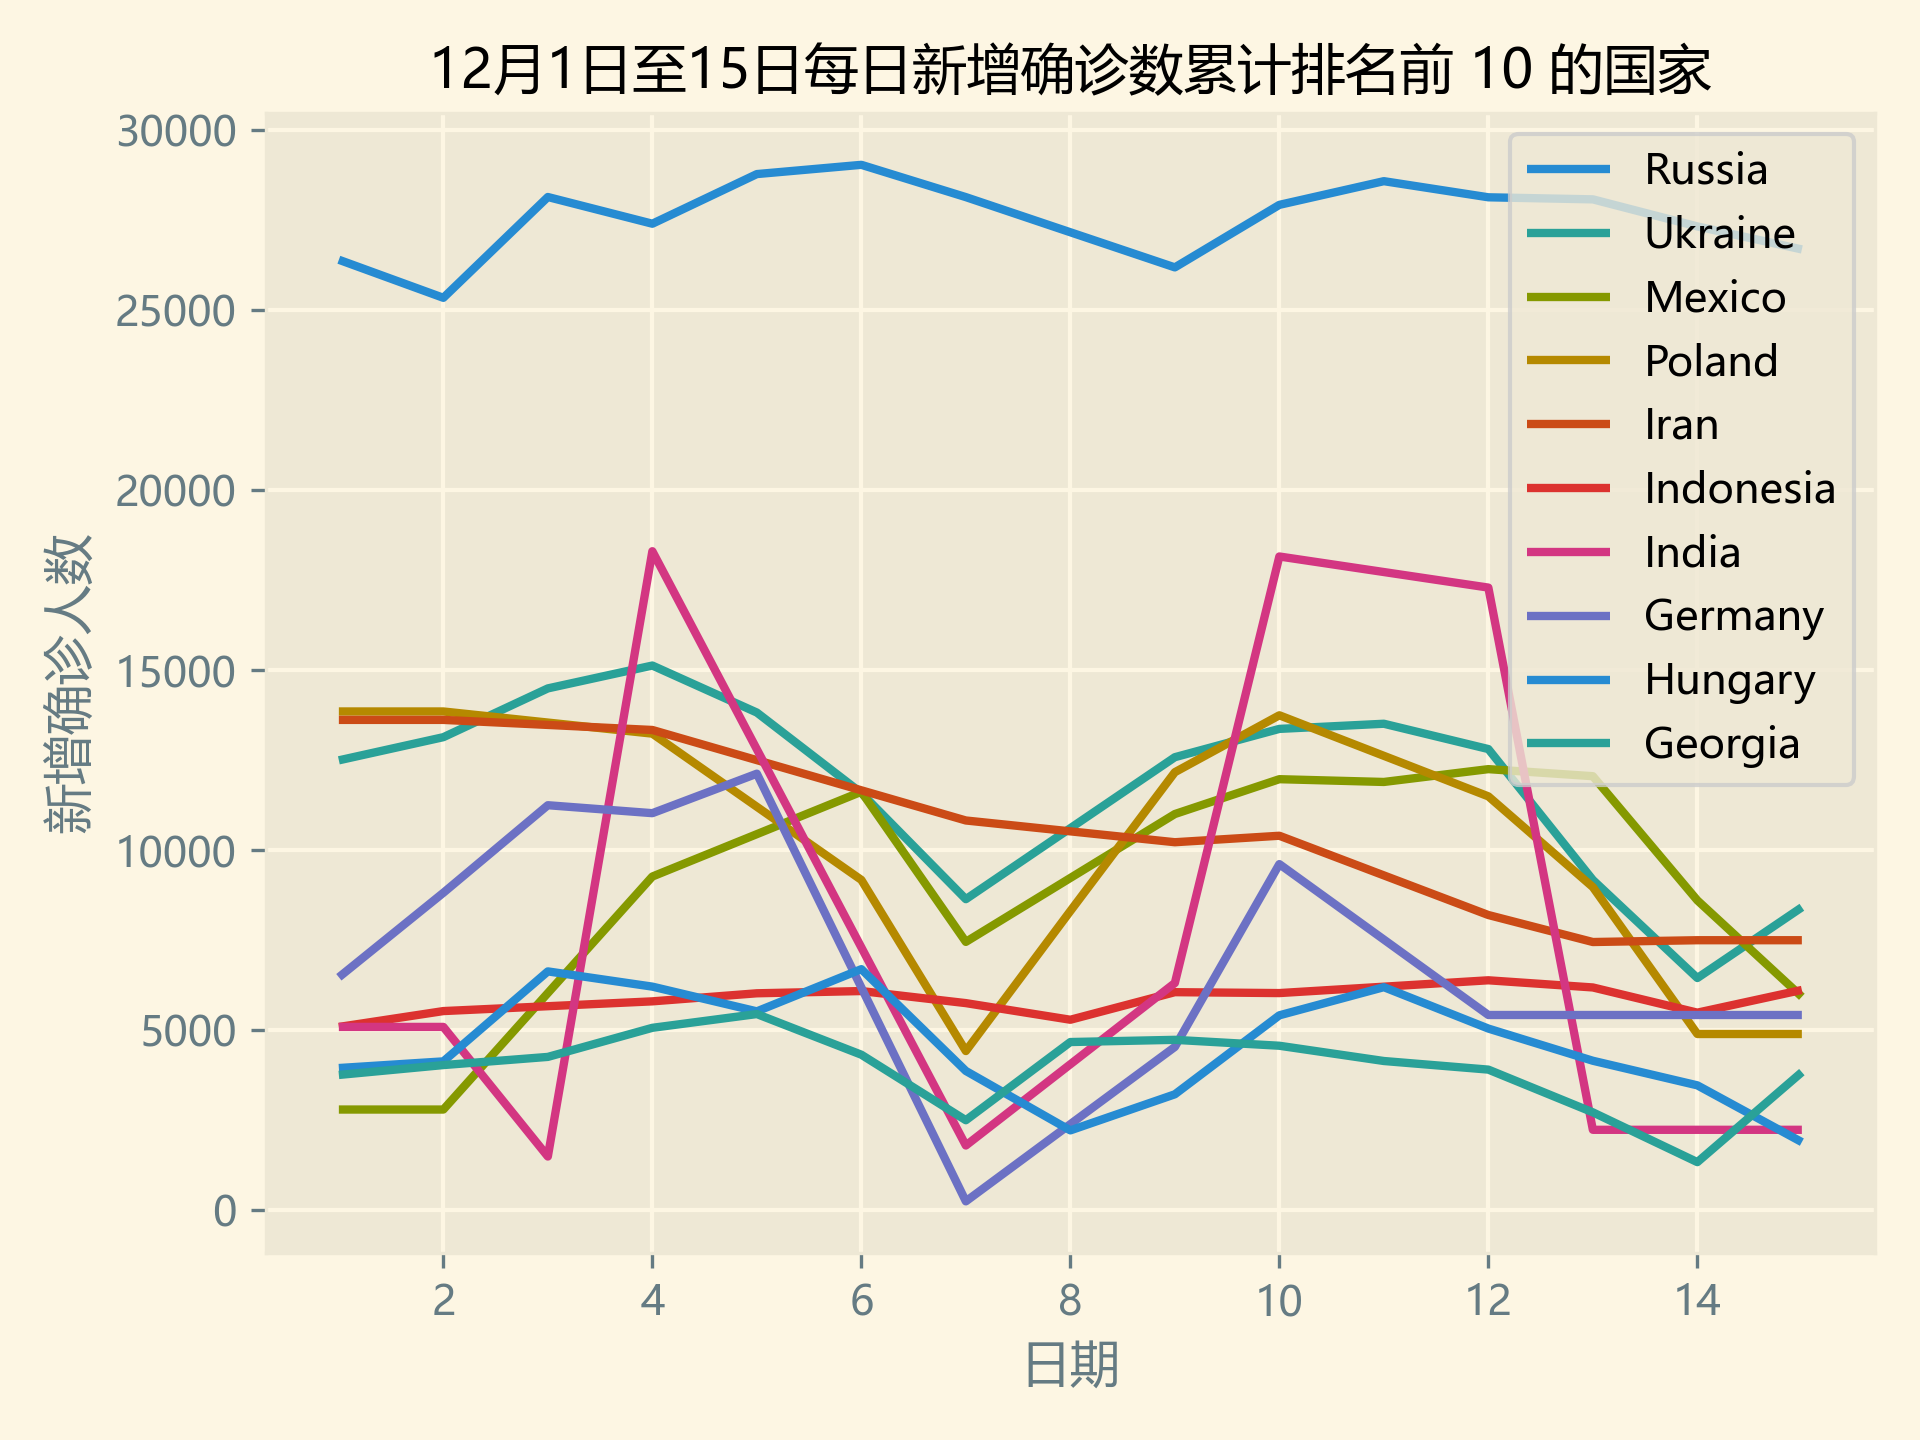 12月1日至15日每日新增确诊数累计排名前 10 的国家
30000
25000
20000
15000
10000
5000
0
新增确诊人数
Russia
Ukraine
Mexico
Poland
Iran
Indonesia
India
Germany
Hungary
Georgia
2 4 6 8 10 12 14
日期